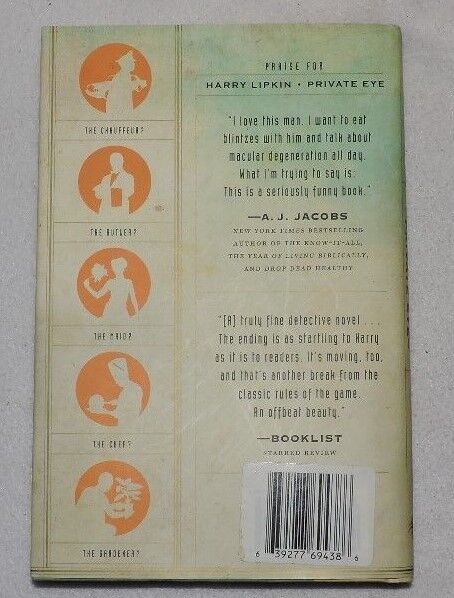 THE CHAUFFEUR?
THE BUTLER?
THE MAID?
THE CHEF?
THE GARDENER?
PRAISE FOR
HARRY LIPKIN • PRIVATE EYE
"I love this man. I want to eat
blintzes with him and talk about
macular degeneration all day.
What I'm trying to say is:
This is a seriously funny book."
—A. J. JACOBS
NEW YORK TIMES BESTSELLING
AUTHOR OF THE KNOW-IT-ALL,
THE YEAR OF LIVING BIBLICALLY,
AND DROP DEAD HEALTHY
"[A] truly fine detective novel . . .
The ending is as startling to Harry
as it is to readers. It's moving, too,
and that's another break from the
classic rules of the game.
An offbeat beauty."
—BOOKLIST
STARRED REVIEW
6 39277 69438 6